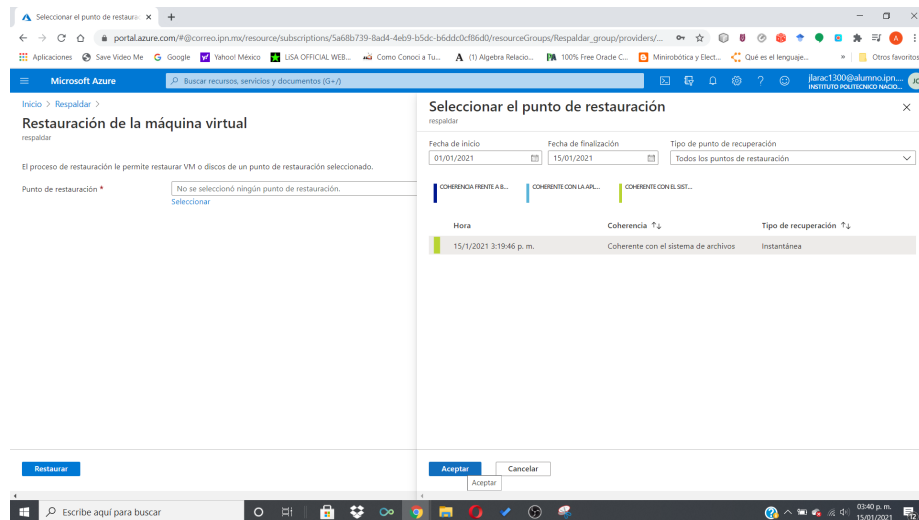 Seleccionar el punto de restaura
portal.azure.com/#@correo.ipn.mx/resource/subscriptions/5a68b739-8ad4-4eb9-b5dc-b6ddc0cf86d0/resourceGroups/Respaldar_group/providers/...
Aplicaciones Save Video Me Google Yahoo! México LiSA OFFICIAL WEB... Como Conoci a Tu... (1) Algebra Relacio... 100% Free Oracle C... Minirobótica y Elect... Qué es el lenguaje... » Otros favoritos
Microsoft Azure
Buscar recursos, servicios y documentos (G+/)
jlarac1300@alumno.ipn....
INSTITUTO POLITECNICO NACIO...
Inicio > Respaldar >
Restauración de la máquina virtual
respaldar
El proceso de restauración le permite restaurar VM o discos de un punto de restauración seleccionado.
Punto de restauración *
No se seleccionó ningún punto de restauración.
Seleccionar
Restaurar
Seleccionar el punto de restauración
respaldar
Fecha de inicio Fecha de finalización Tipo de punto de recuperación
01/01/2021 15/01/2021 Todos los puntos de restauración
COHERENCIA FRENTE A B... COHERENTE CON LA APL... COHERENTE CON EL SIST...
Hora Coherencia ↑↓ Tipo de recuperación ↑↓
15/1/2021 3:19:46 p. m. Coherente con el sistema de archivos Instantánea
Aceptar Cancelar
Aceptar
Escribe aquí para buscar
03:40 p. m.
15/01/2021